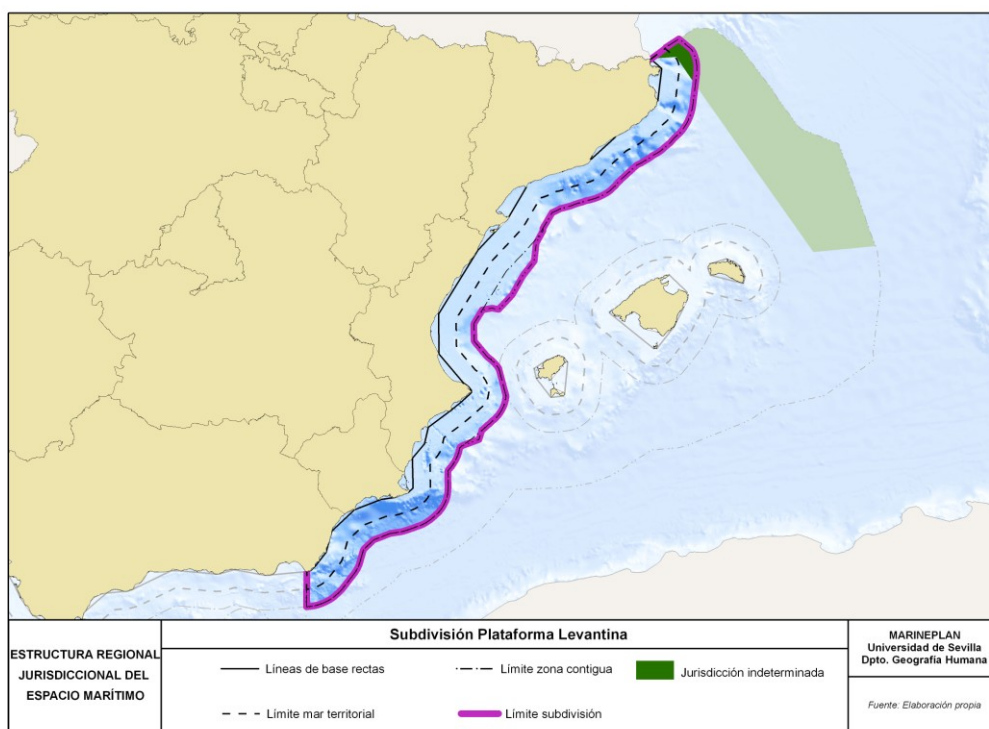 ESTRUCTURA REGIONAL
JURISDICCIONAL DEL
ESPACIO MARÍTIMO
Subdivisión Plataforma Levantina
Líneas de base rectas
Límite zona contigua
Jurisdicción indeterminada
Límite mar territorial
Límite subdivisión
MARINEPLAN
Universidad de Sevilla
Dpto. Geografía Humana
Fuente: Elaboración propia